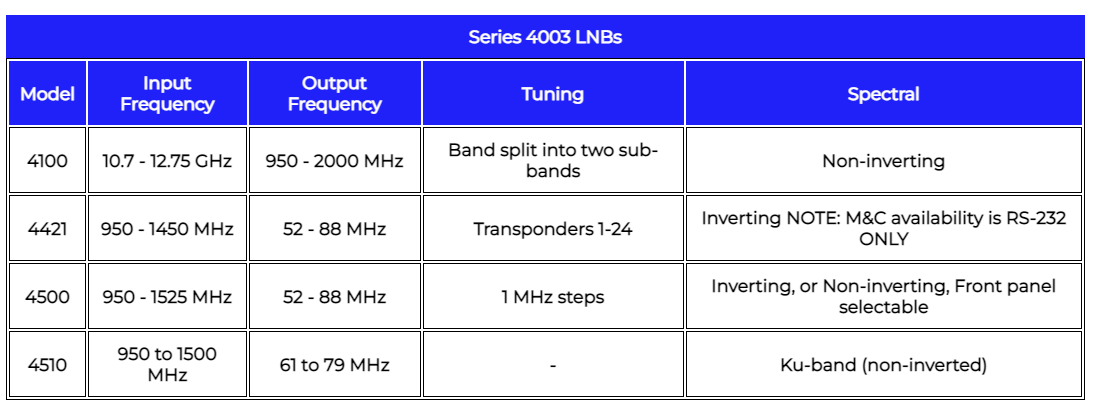 Series 4003 LNBs
Model
Input
Frequency
Output
Frequency
Tuning
Spectral
4100
10.7 - 12.75 GHz
950 - 2000 MHz
Band split into two sub-
bands
Non-inverting
4421
950 - 1450 MHz
52 - 88 MHz
Transponders 1-24
Inverting NOTE: M&C availability is RS-232
ONLY
4500
950 - 1525 MHz
52 - 88 MHz
1 MHz steps
Inverting, or Non-inverting, Front panel
selectable
4510
950 to 1500
MHz
61 to 79 MHz
-
Ku-band (non-inverted)